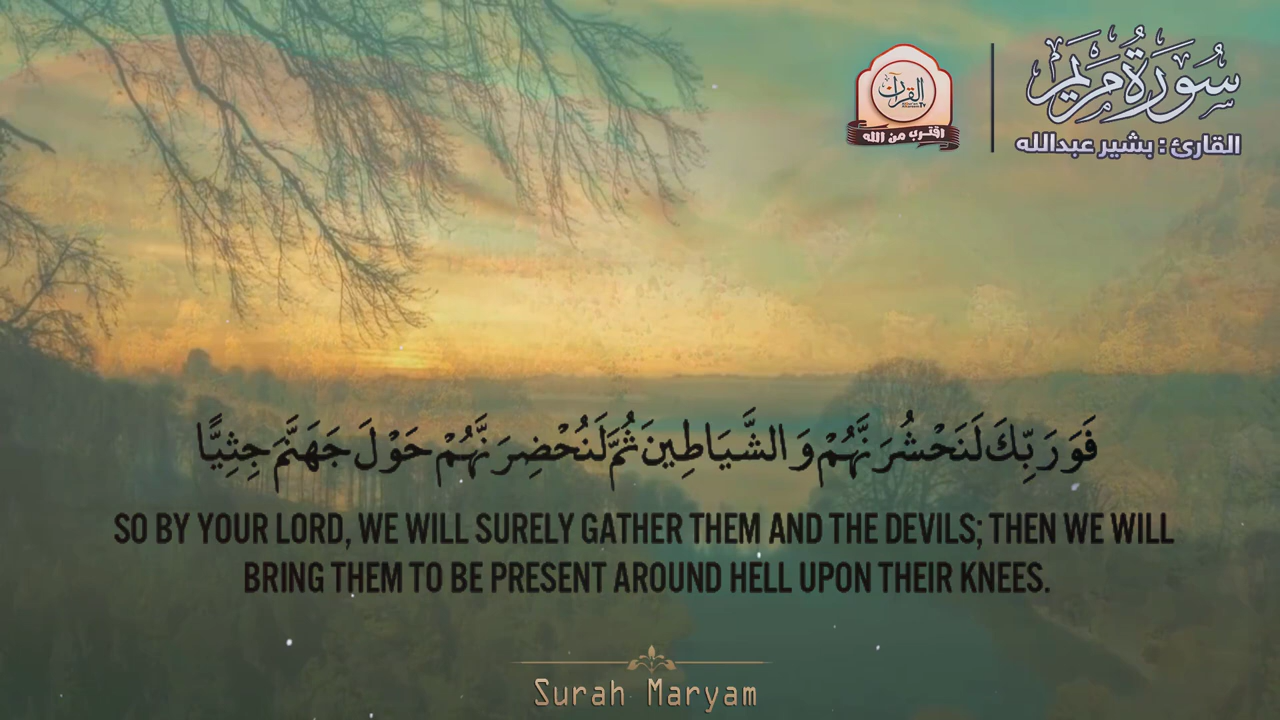 سُورَةُ مَرْيَم
القارئ : بشير عبدالله
القرآن
TV
اقترب من الله
فَوَرَبِّكَ لَنَحْشُرَنَّهُمْ وَالشَّيَاطِينَ ثُمَّ لَنُحْضِرَنَّهُمْ حَوْلَ جَهَنَّمَ جِثِيًّا
SO BY YOUR LORD, WE WILL SURELY GATHER THEM AND THE DEVILS; THEN WE WILL
BRING THEM TO BE PRESENT AROUND HELL UPON THEIR KNEES.
Surah Maryam